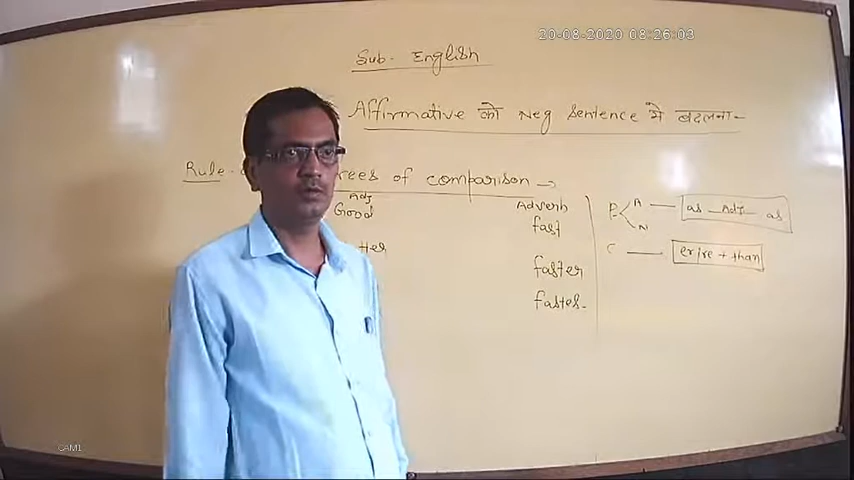 20-08-2020 08:26:03
Sub- English
Affirmative को Neg Sentence में बदलना-
Rule- rees of comparison →
Adj Adverb
Good fast
tter faster
fastes-
P A — as Adj as
N
C — er/re + than
CAM1